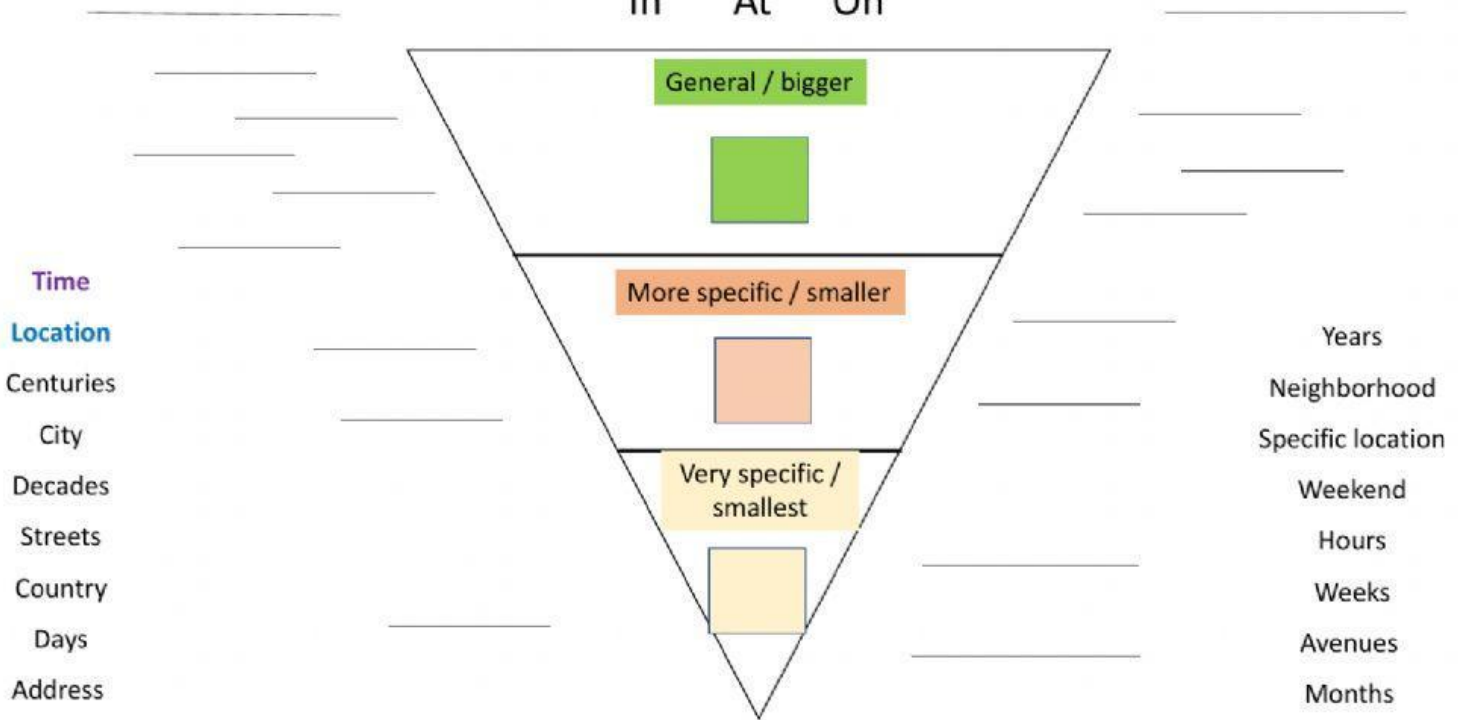 In At On
General / bigger
More specific / smaller
Very specific /
smallest
Time
Location
Centuries
City
Decades
Streets
Country
Days
Address
Years
Neighborhood
Specific location
Weekend
Hours
Weeks
Avenues
Months